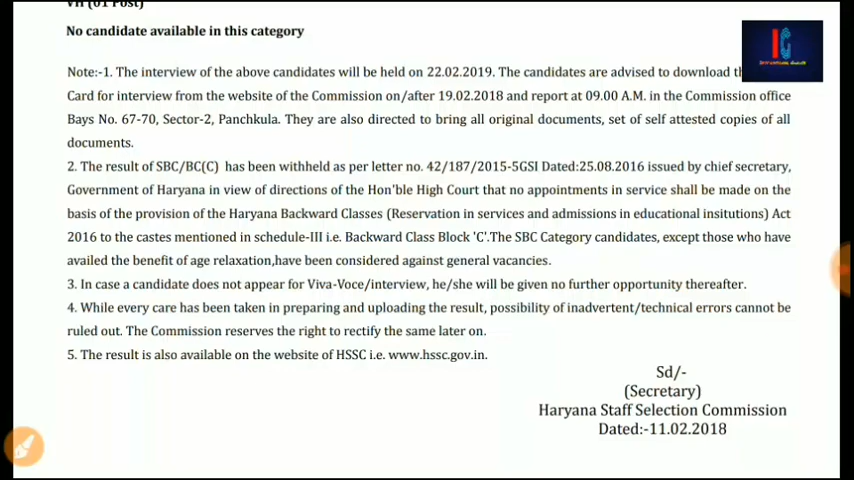 VH (01 Post)
No candidate available in this category
Note:-1. The interview of the above candidates will be held on 22.02.2019. The candidates are advised to download
Card for interview from the website of the Commission on/after 19.02.2018 and report at 09.00 A.M. in the Commission office
Bays No. 67-70, Sector-2, Panchkula. They are also directed to bring all original documents, set of self attested copies of all
documents.
2. The result of SBC/BC(C) has been withheld as per letter no. 42/187/2015-5GSI Dated:25.08.2016 issued by chief secretary,
Government of Haryana in view of directions of the Hon'ble High Court that no appointments in service shall be made on the
basis of the provision of the Haryana Backward Classes (Reservation in services and admissions in educational insitutions) Act
2016 to the castes mentioned in schedule-III i.e. Backward Class Block 'C'.The SBC Category candidates, except those who have
availed the benefit of age relaxation,have been considered against general vacancies.
3. In case a candidate does not appear for Viva-Voce/interview, he/she will be given no further opportunity thereafter.
4. While every care has been taken in preparing and uploading the result, possibility of inadvertent/technical errors cannot be
ruled out. The Commission reserves the right to rectify the same later on.
5. The result is also available on the website of HSSC i.e. www.hssc.gov.in.
Sd/-
(Secretary)
Haryana Staff Selection Commission
Dated:-11.02.2018